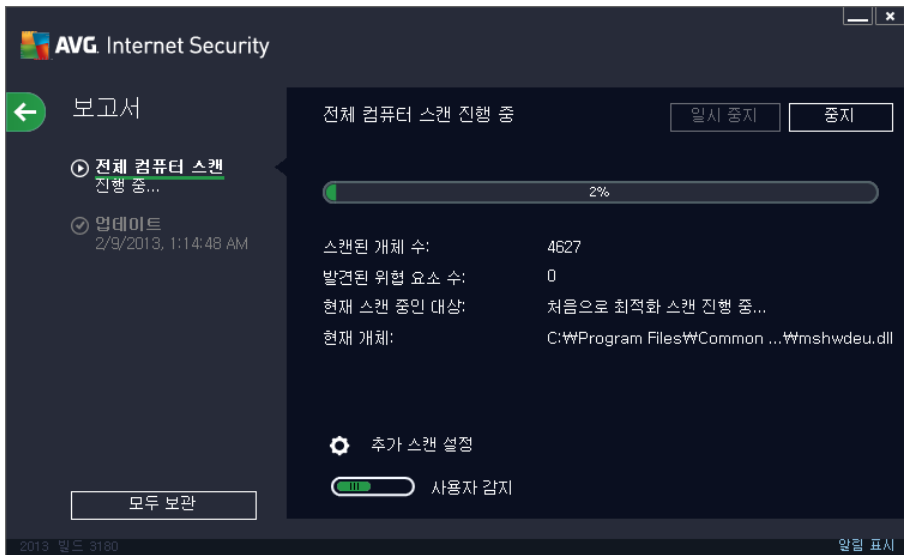 AVG. Internet Security
보고서
전체 컴퓨터 스캔
진행 중...
업데이트
2/9/2013, 1:14:48 AM
모두 보관
전체 컴퓨터 스캔 진행 중
일시 중지
중지
2%
스캔된 개체 수: 4627
발견된 위협 요소 수: 0
현재 스캔 중인 대상: 처음으로 최적화 스캔 진행 중...
현재 개체: C:₩Program Files₩Common ...₩mshwdeu.dll
추가 스캔 설정
사용자 감지
2013 빌드 3180
알림 표시